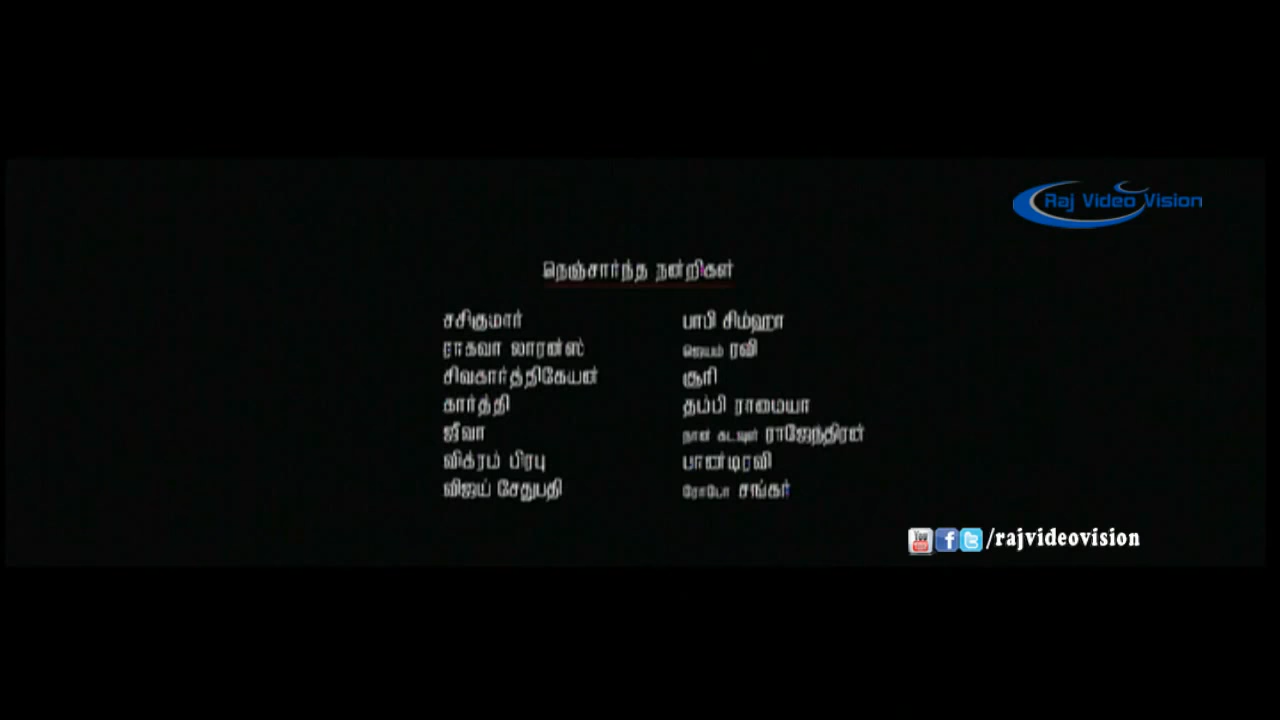 Raj Video Vision
நெஞ்சார்ந்த நன்றிகள்
சசிகுமார்
ராகவா லாரன்ஸ்
சிவகார்த்திகேயன்
கார்த்தி
ஜீவா
விக்ரம் பிரபு
விஜய் சேதுபதி
பாபி சிம்ஹா
ஜெயம் ரவி
சூரி
தம்பி ராமையா
நான் கடவுள் ராஜேந்திரன்
பாண்டிரவி
ரோபோ சங்கர்
You
/rajvideovision